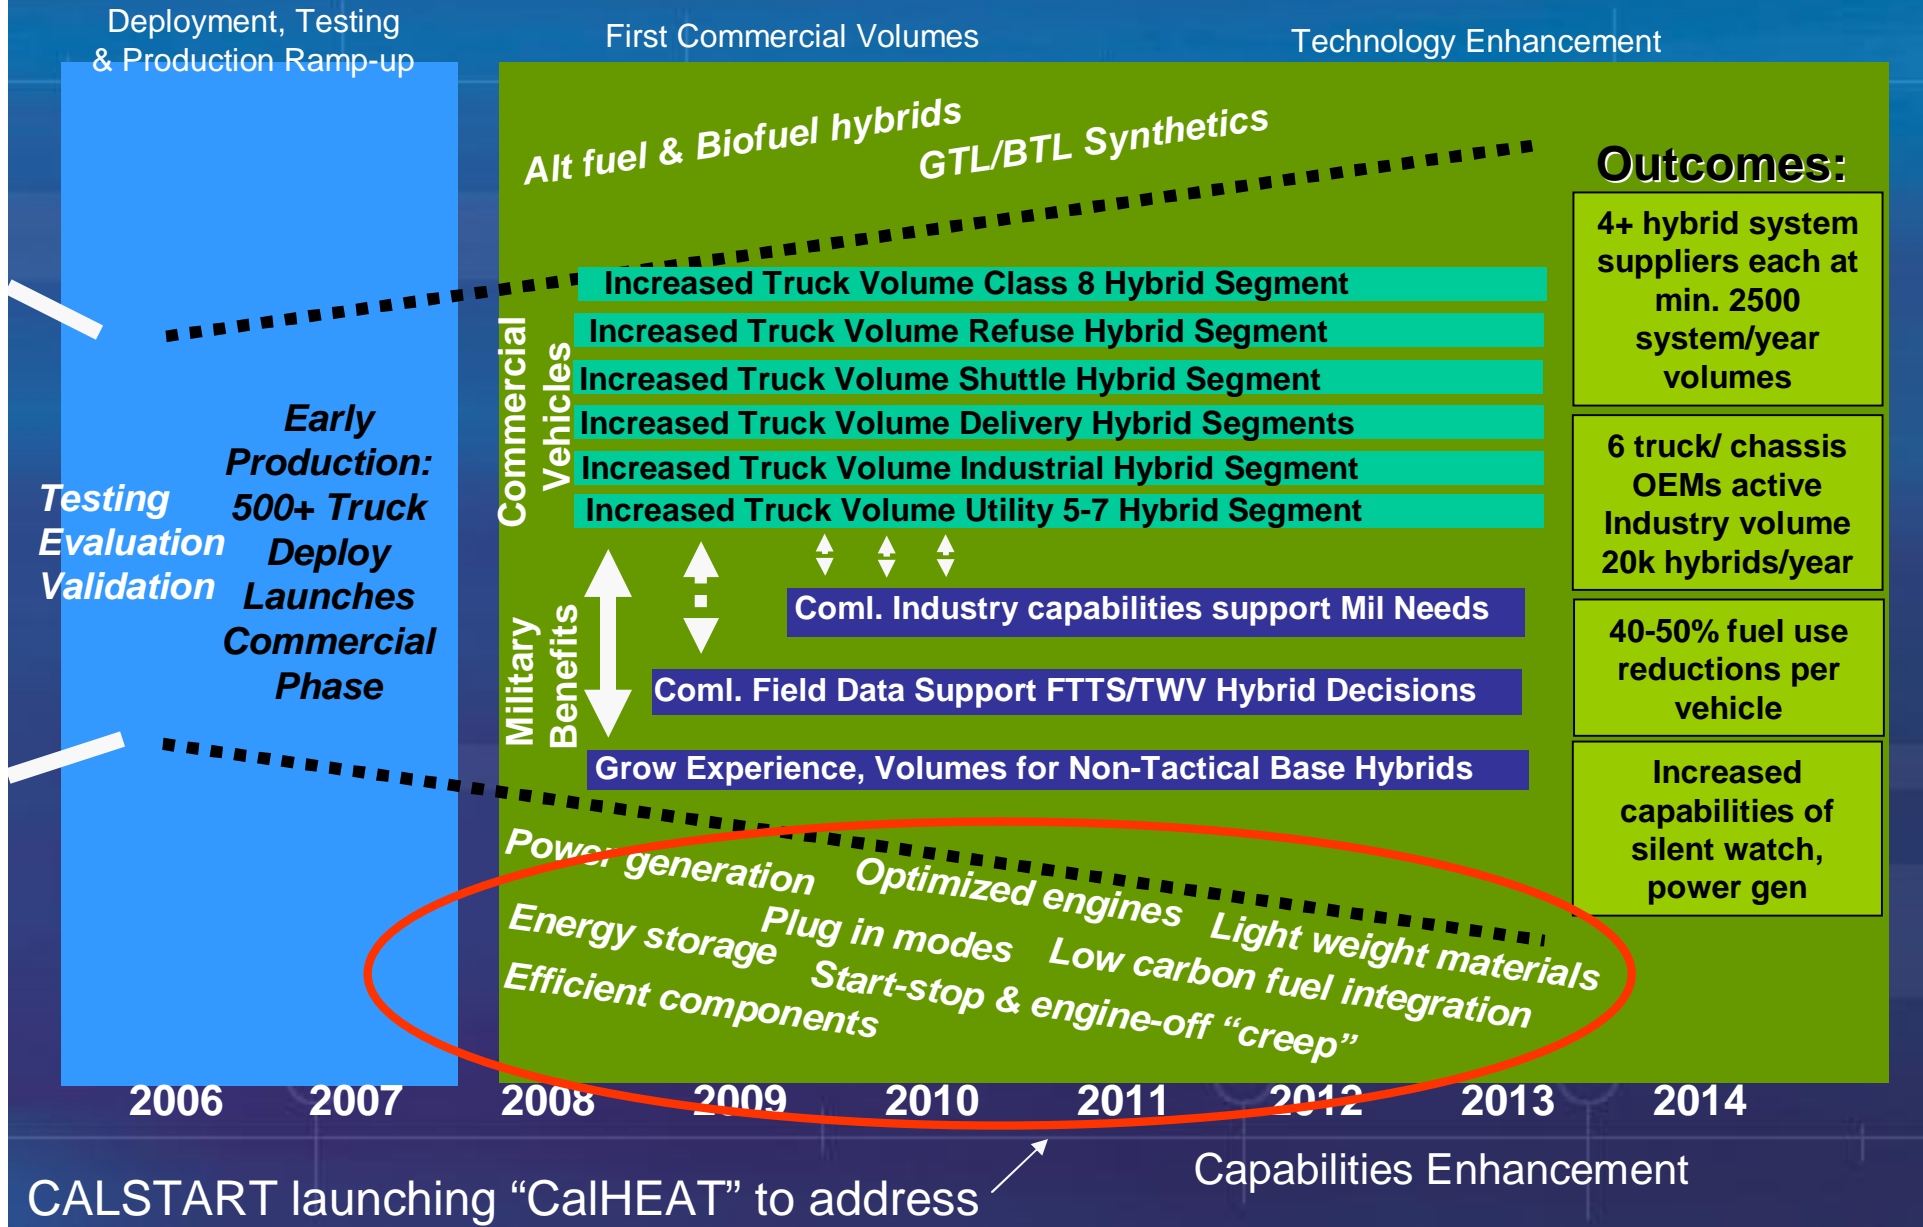 Deployment, Testing
& Production Ramp-up
First Commercial Volumes
Technology Enhancement
Alt fuel & Biofuel hybrids
GTL/BTL Synthetics
Outcomes:
4+ hybrid system
suppliers each at
min. 2500
system/year
volumes
6 truck/ chassis
OEMs active
Industry volume
20k hybrids/year
40-50% fuel use
reductions per
vehicle
Increased
capabilities of
silent watch,
power gen
Testing
Evaluation
Validation
Early
Production:
500+ Truck
Deploy
Launches
Commercial
Phase
Commercial
Vehicles
Increased Truck Volume Class 8 Hybrid Segment
Increased Truck Volume Refuse Hybrid Segment
Increased Truck Volume Shuttle Hybrid Segment
Increased Truck Volume Delivery Hybrid Segments
Increased Truck Volume Industrial Hybrid Segment
Increased Truck Volume Utility 5-7 Hybrid Segment
Military
Benefits
Coml. Industry capabilities support Mil Needs
Coml. Field Data Support FTTS/TWV Hybrid Decisions
Grow Experience, Volumes for Non-Tactical Base Hybrids
Power generation
Optimized engines
Light weight materials
Energy storage
Plug in modes
Low carbon fuel integration
Efficient components
Start-stop & engine-off “creep”
2006
2007
2008
2009
2010
2011
2012
2013
2014
Capabilities Enhancement
CALSTART launching “CalHEAT” to address